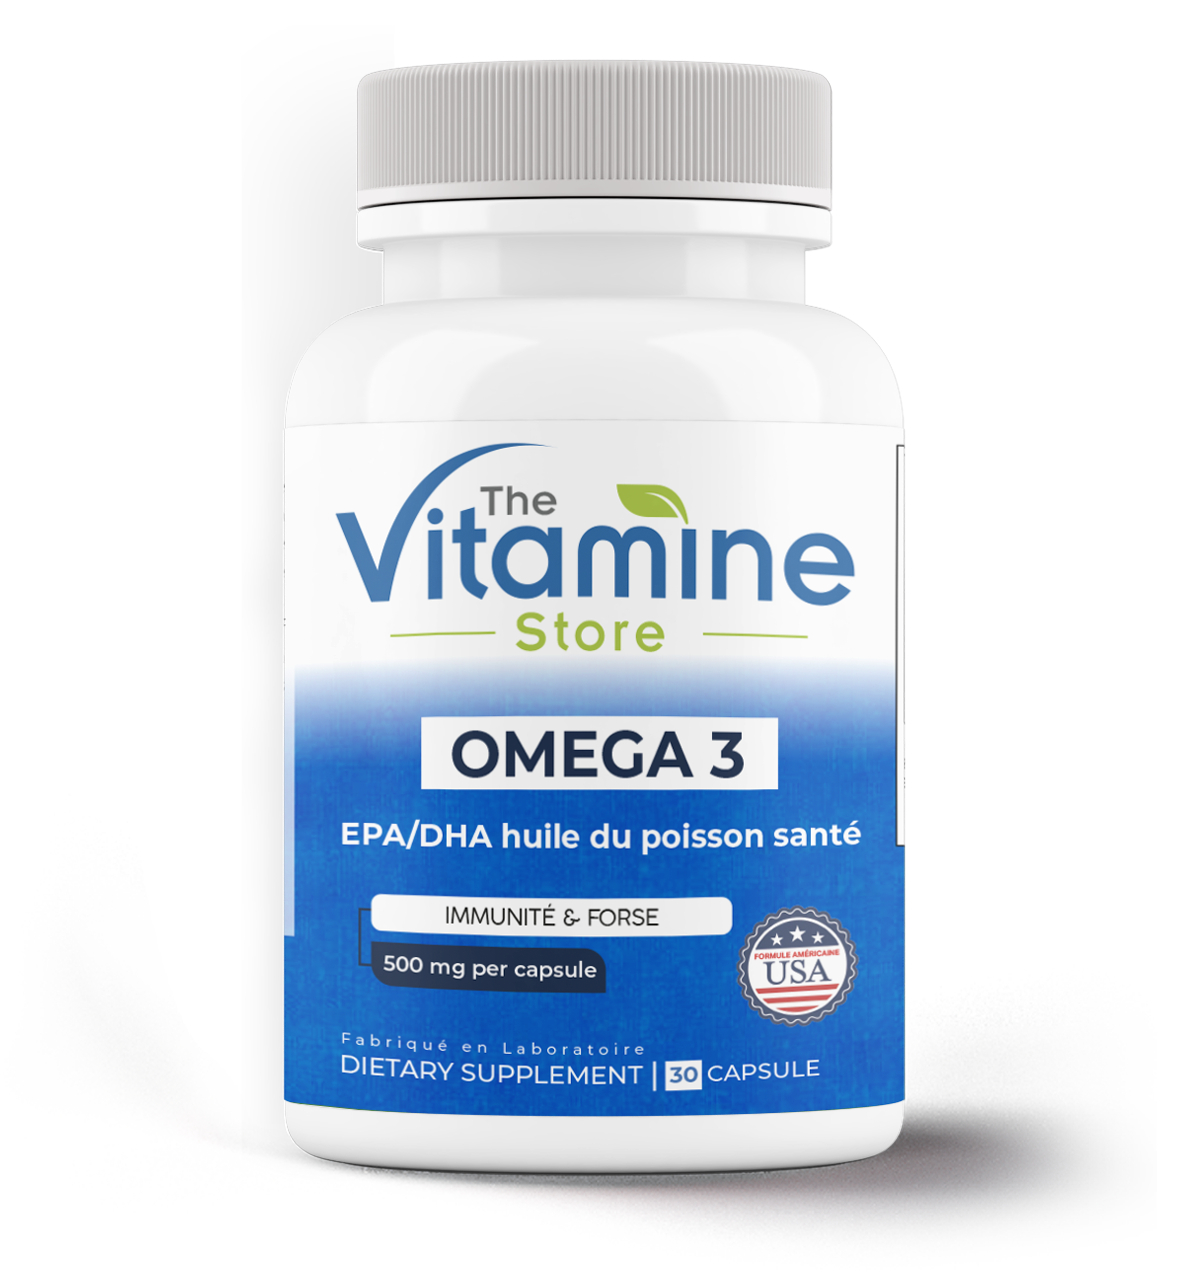 The
Vitamine
Store
OMEGA 3
EPA/DHA huile du poisson santé
IMMUNITÉ & FORSE
500 mg per capsule
FORMULE AMÉRICAINE
USA
Fabriqué en Laboratoire
DIETARY SUPPLEMENT | 30 CAPSULE